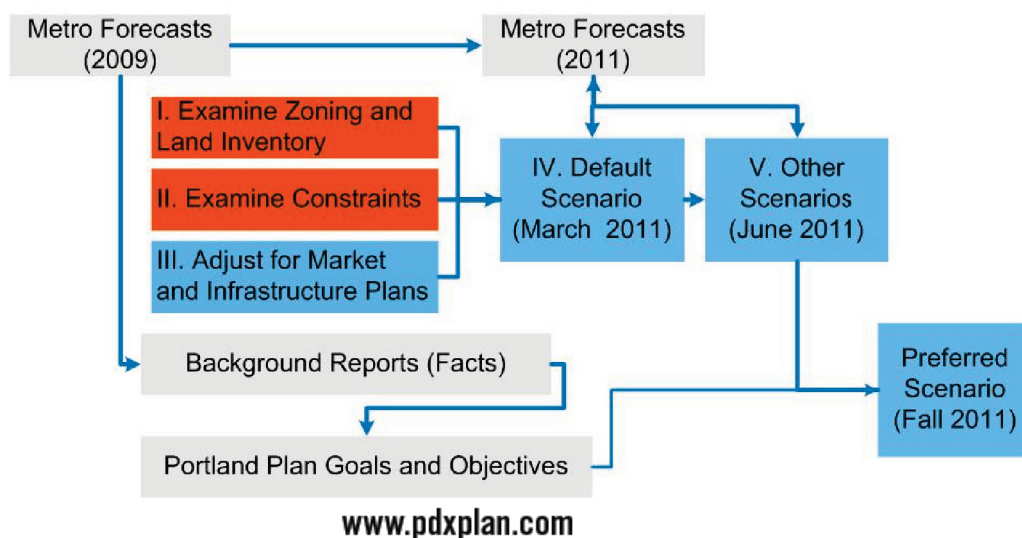 Metro Forecasts
(2009)
Metro Forecasts
(2011)
I. Examine Zoning and
Land Inventory
II. Examine Constraints
III. Adjust for Market
and Infrastructure Plans
IV. Default
Scenario
(March 2011)
V. Other
Scenarios
(June 2011)
Background Reports (Facts)
Preferred
Scenario
(Fall 2011)
Portland Plan Goals and Objectives
www.pdxplan.com